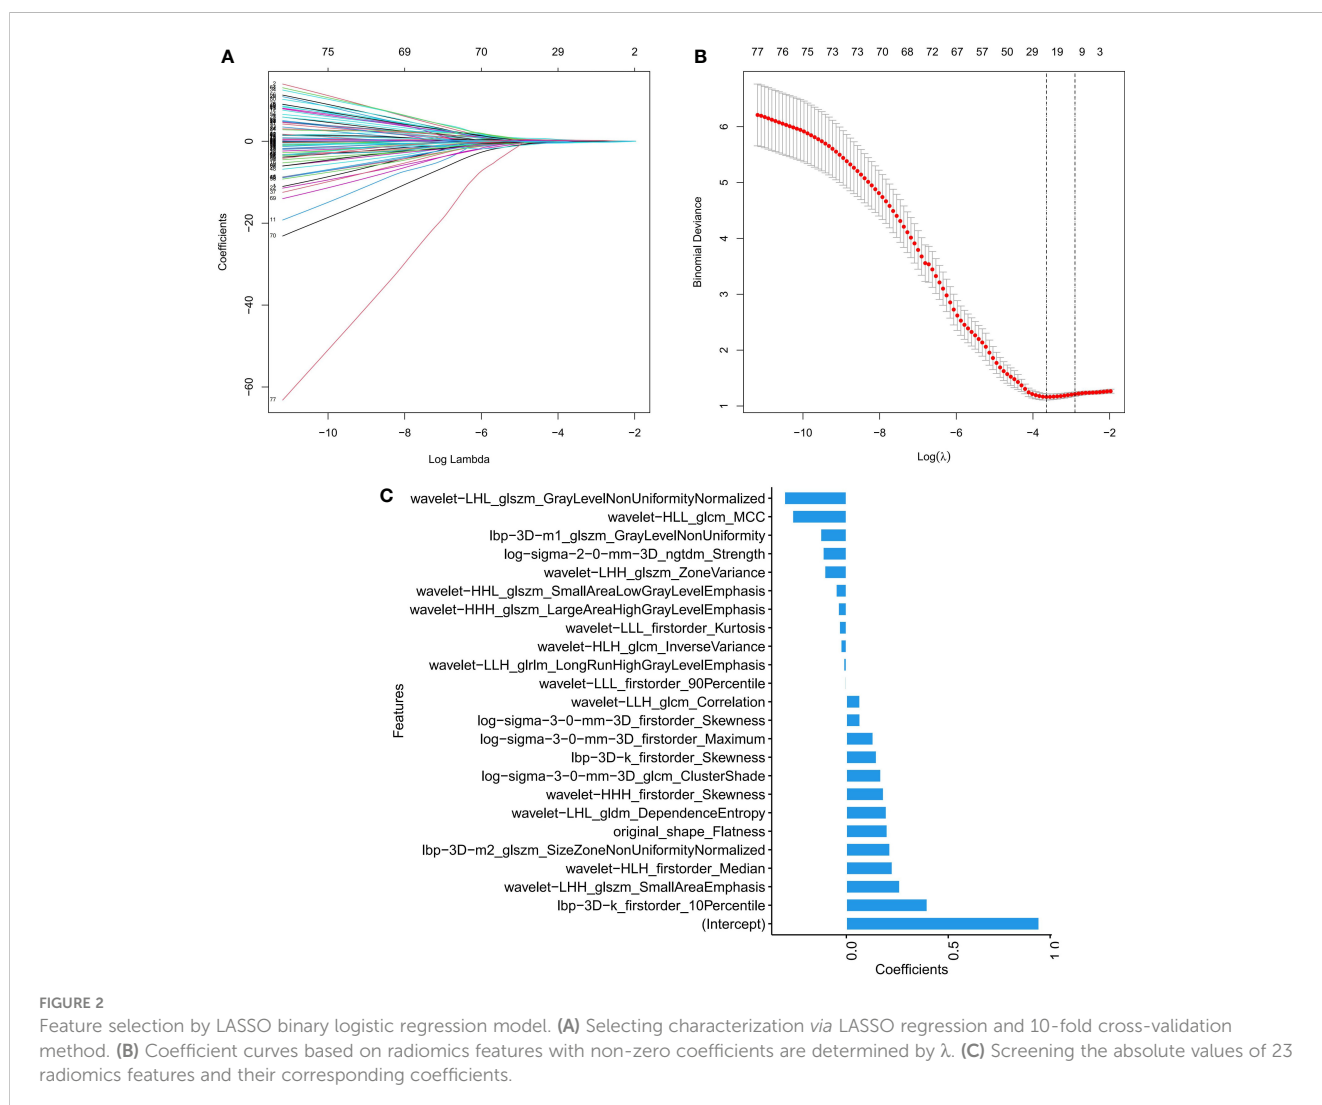 A
75 69 70 29 2
0
−20
−40
−60
Coefficients
2
11
70
69
77
−10 −8 −6 −4 −2
Log Lambda
B
77 76 75 73 73 70 68 72 67 57 50 29 19 9 3
6
5
4
3
2
1
Binomial Deviance
−10 −8 −6 −4 −2
Log(λ)
C
wavelet−LHL_glszm_GrayLevelNonUniformityNormalized
wavelet−HLL_glcm_MCC
lbp−3D−m1_glszm_GrayLevelNonUniformity
log−sigma−2−0−mm−3D_ngtdm_Strength
wavelet−LHH_glszm_ZoneVariance
wavelet−HHL_glszm_SmallAreaLowGrayLevelEmphasis
wavelet−HHH_glszm_LargeAreaHighGrayLevelEmphasis
wavelet−LLL_firstorder_Kurtosis
wavelet−HLH_glcm_InverseVariance
wavelet−LLH_glrlm_LongRunHighGrayLevelEmphasis
wavelet−LLL_firstorder_90Percentile
wavelet−LLH_glcm_Correlation
log−sigma−3−0−mm−3D_firstorder_Skewness
log−sigma−3−0−mm−3D_firstorder_Maximum
lbp−3D−k_firstorder_Skewness
log−sigma−3−0−mm−3D_glcm_ClusterShade
wavelet−HHH_firstorder_Skewness
wavelet−LHL_gldm_DependenceEntropy
original_shape_Flatness
lbp−3D−m2_glszm_SizeZoneNonUniformityNormalized
wavelet−HLH_firstorder_Median
wavelet−LHH_glszm_SmallAreaEmphasis
lbp−3D−k_firstorder_10Percentile
(Intercept)
Features
0.0 0.5 1 0
Coefficients
FIGURE 2
Feature selection by LASSO binary logistic regression model. (A) Selecting characterization via LASSO regression and 10-fold cross-validation
method. (B) Coefficient curves based on radiomics features with non-zero coefficients are determined by λ. (C) Screening the absolute values of 23
radiomics features and their corresponding coefficients.